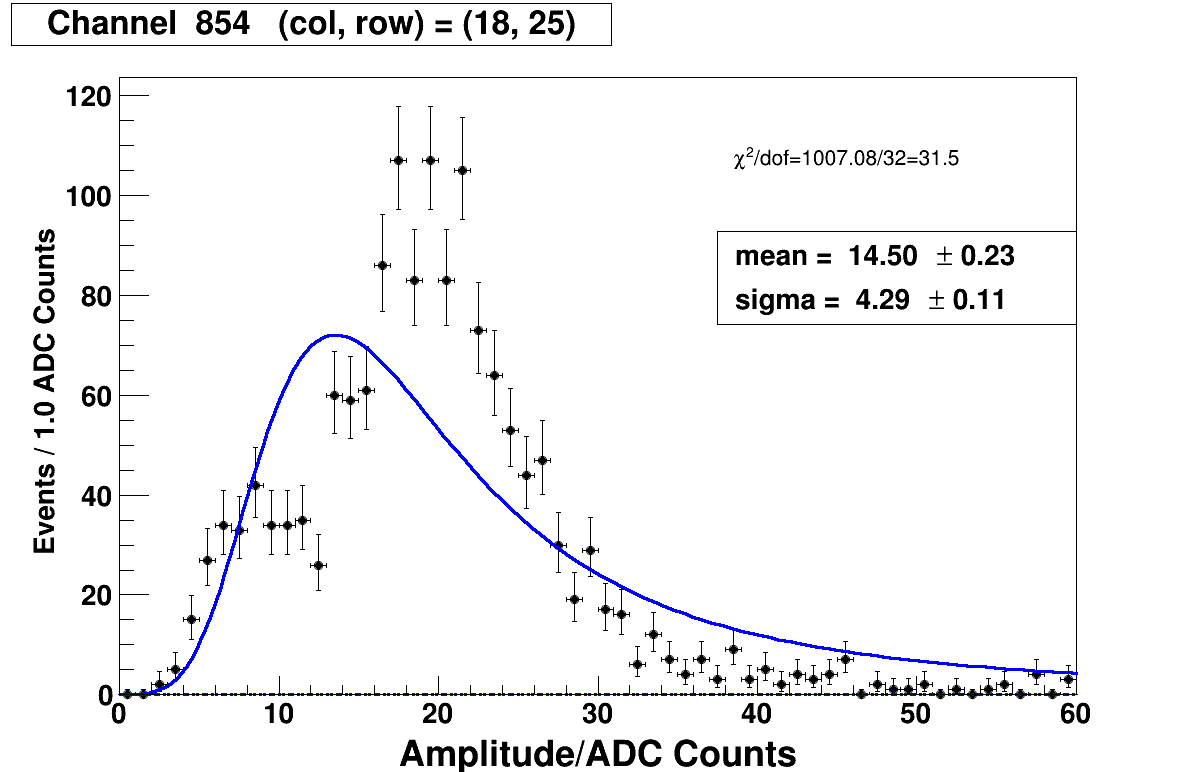 Channel 854 (col, row) = (18, 25)
120
100
80
60
40
20
0
Events / 1.0 ADC Counts
χ²/dof=1007.08/32=31.5
mean = 14.50 ± 0.23
sigma = 4.29 ± 0.11
0 10 20 30 40 50 60
Amplitude/ADC Counts